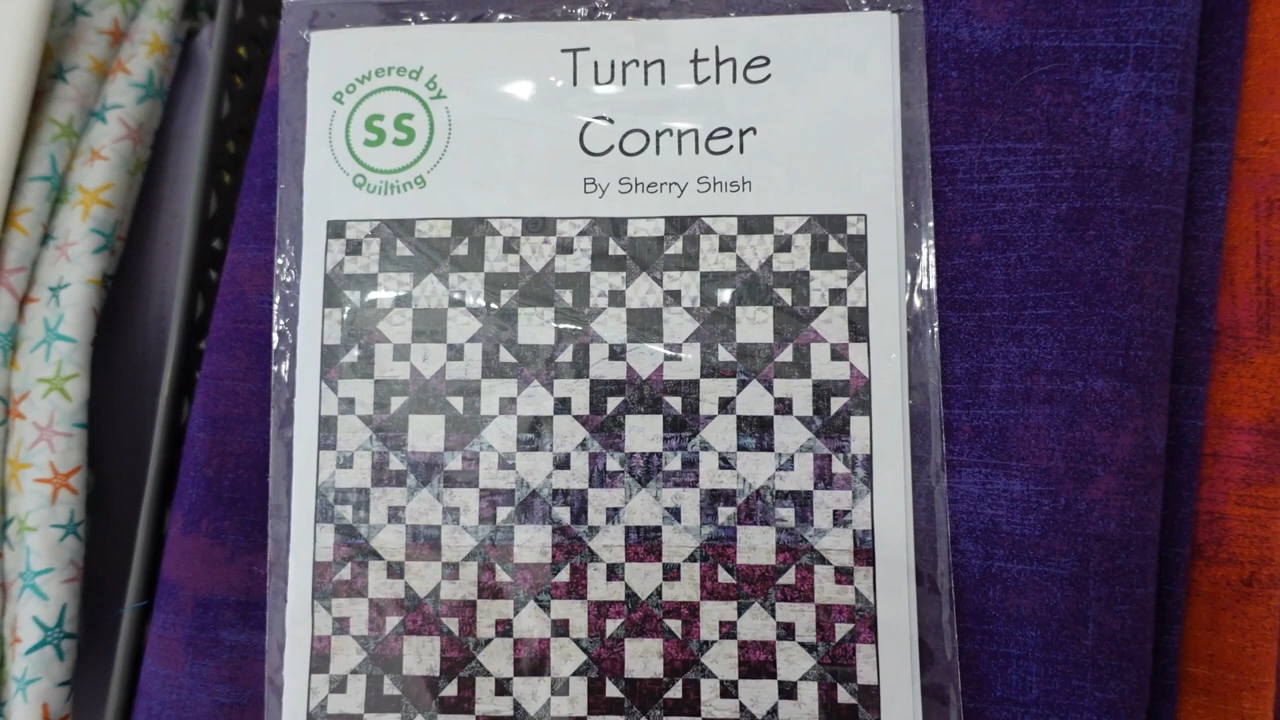 Powered by
SS
Quilting
Turn the
Corner
By Sherry Shish